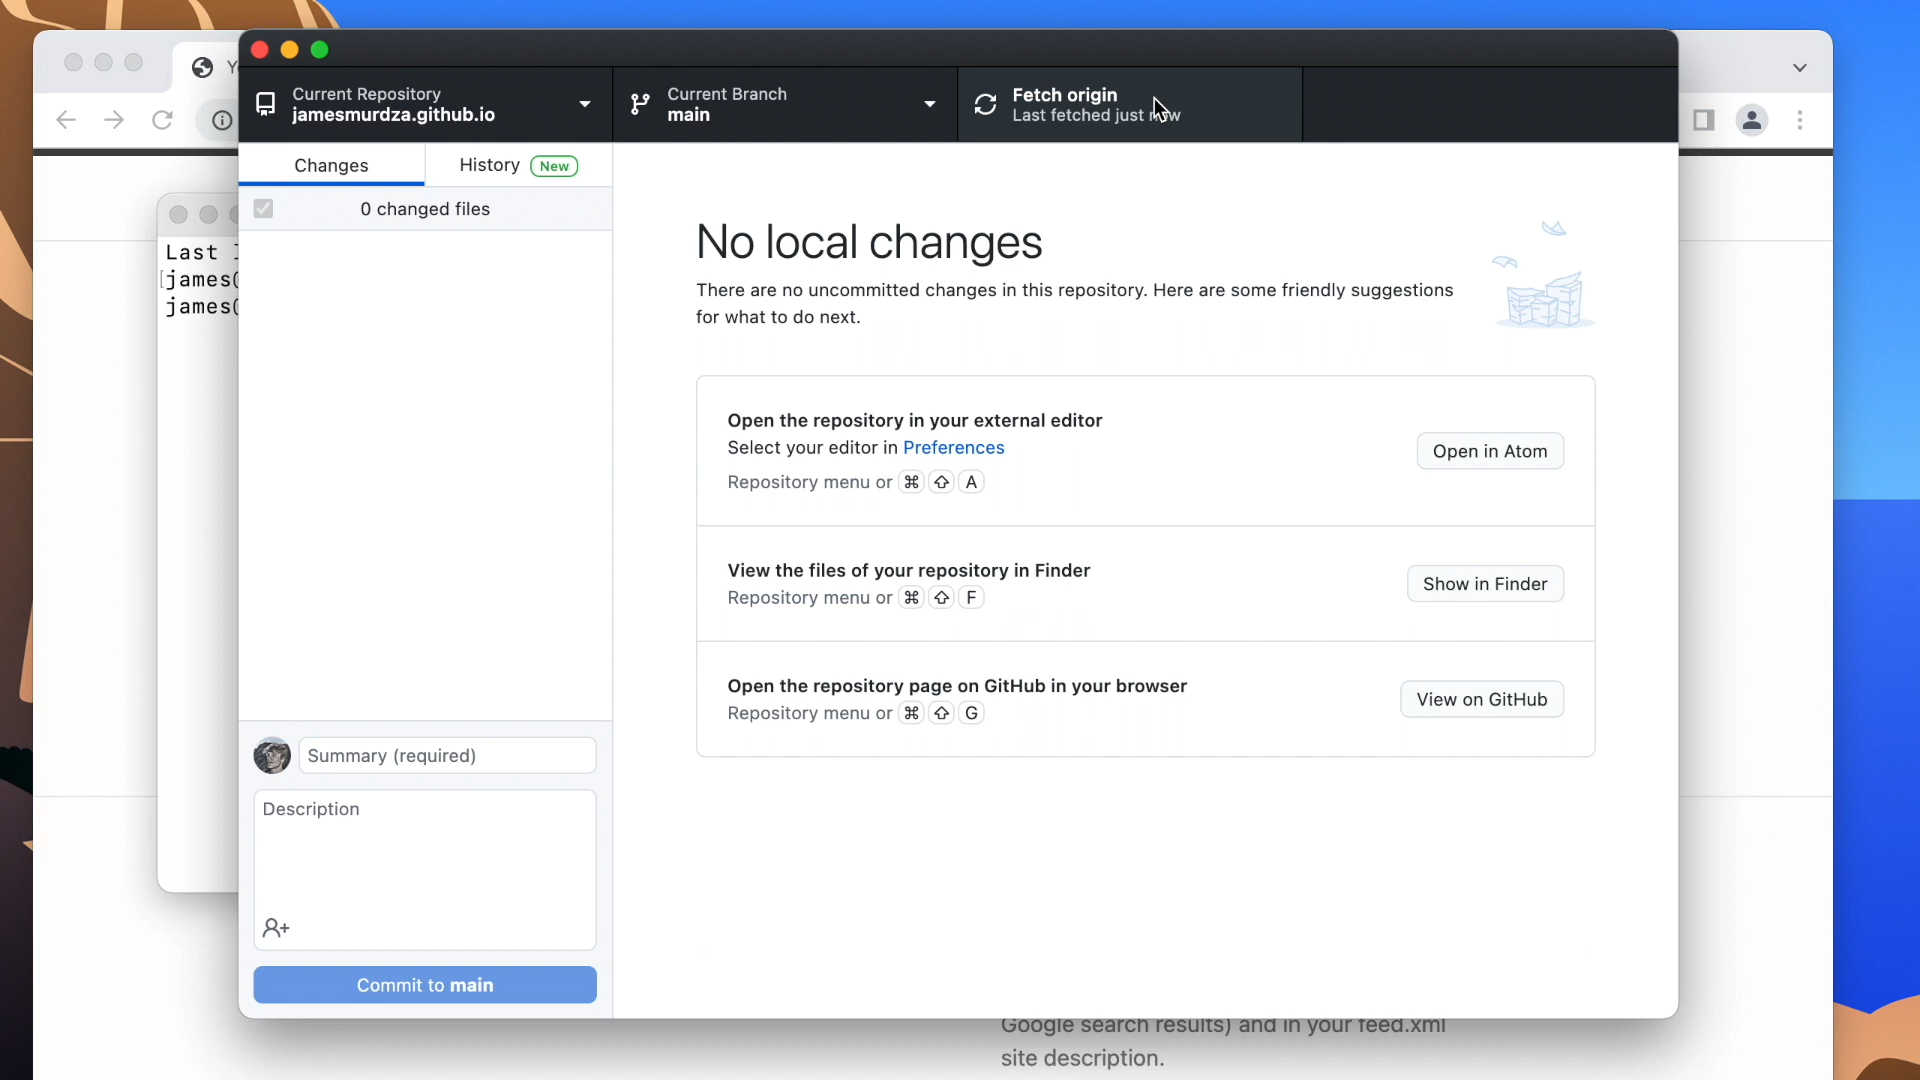 Current Repository
jamesmurdza.github.io
Current Branch
main
Fetch origin
Last fetched just now
Changes
History New
0 changed files
Last
james@
james@
No local changes
There are no uncommitted changes in this repository. Here are some friendly suggestions
for what to do next.
Open the repository in your external editor
Select your editor in Preferences
Repository menu or ⌘ ⇧ A
Open in Atom
View the files of your repository in Finder
Repository menu or ⌘ ⇧ F
Show in Finder
Open the repository page on GitHub in your browser
Repository menu or ⌘ ⇧ G
View on GitHub
Summary (required)
Description
Commit to main
Google search results) and in your feed.xml
site description.